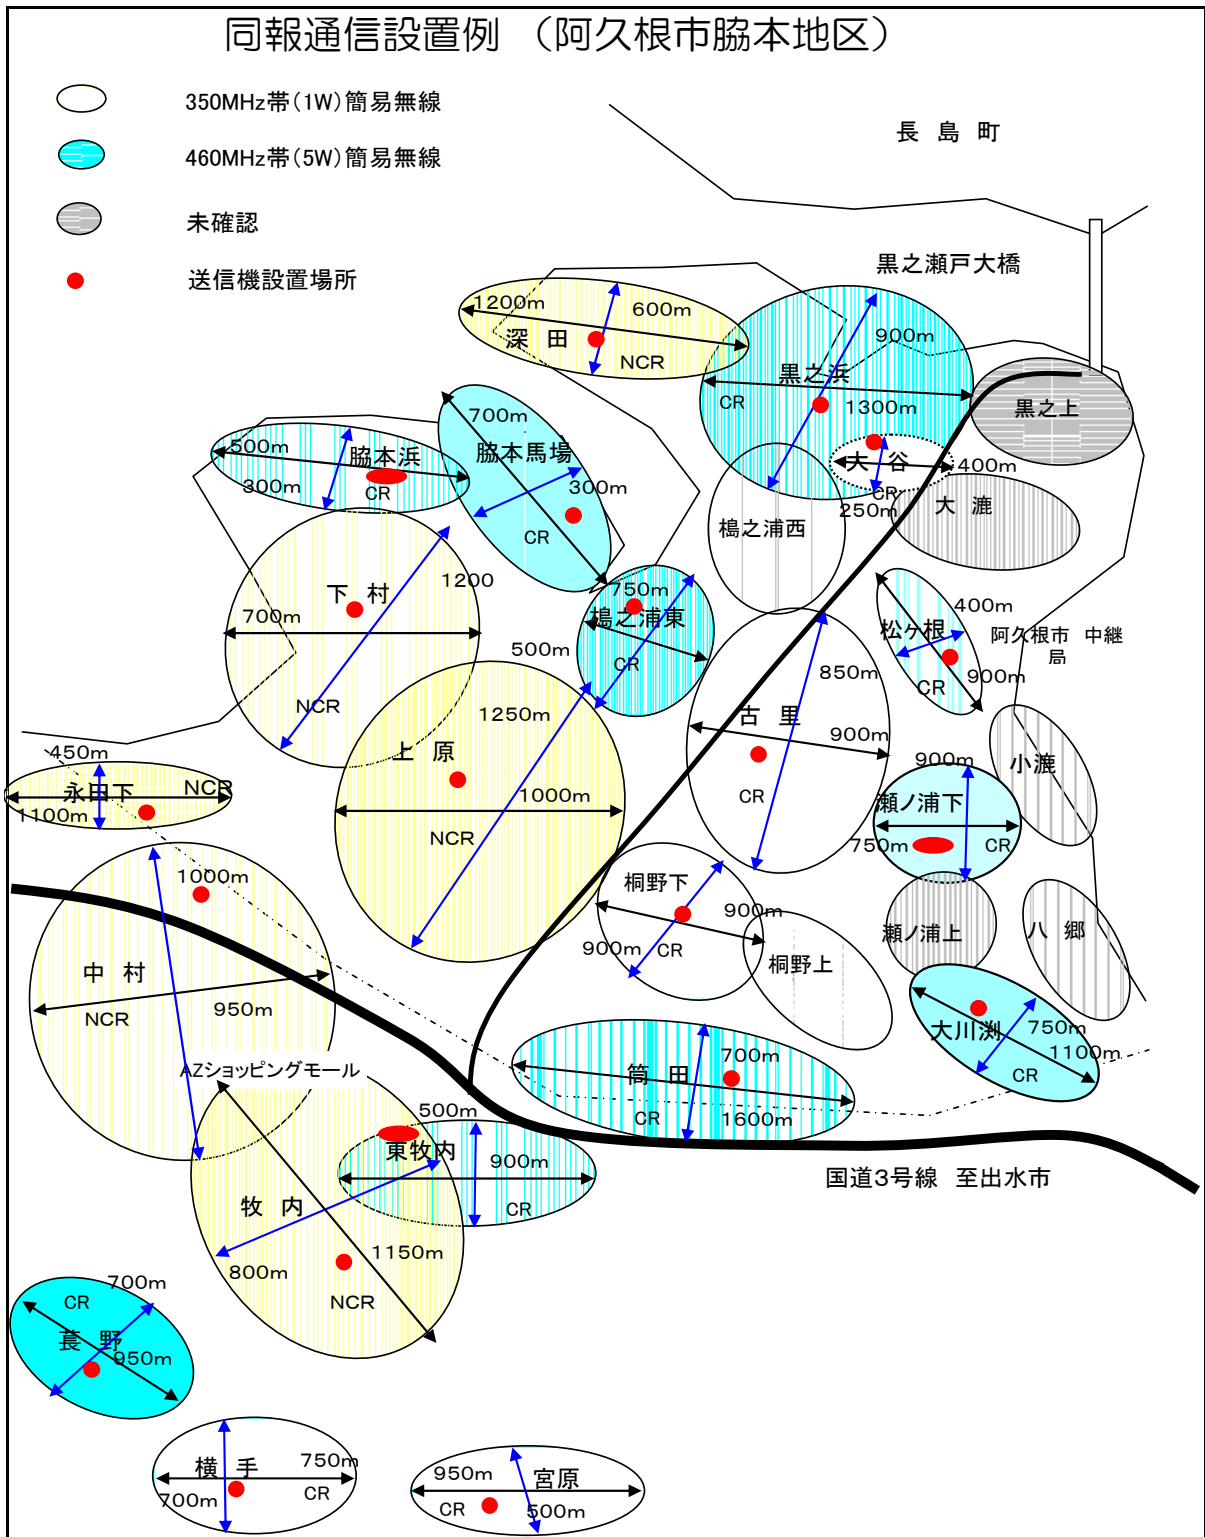 同報通信設置例 （阿久根市脇本地区）
350MHz帯(1W)簡易無線
460MHz帯(5W)簡易無線
未確認
送信機設置場所
長 島 町
黒之瀬戸大橋
1200m
600m
深 田
NCR
900m
黒之浜
CR
1300m
黒之上
大 谷
400m
CR
250m
大 漉
700m
脇本馬場
300m
CR
500m
脇本浜
300m
CR
樋之浦西
1200
下 村
700m
NCR
750m
樋之浦東
500m
CR
400m
松ヶ根
阿久根市 中継
局
900m
CR
850m
古 里
900m
CR
1250m
上 原
1000m
NCR
450m
永田下
NCR
1100m
小漉
900m
瀬ノ浦下
750m
CR
1000m
中 村
950m
NCR
桐野下
900m
900m
CR
桐野上
瀬ノ浦上
八 郷
大川渕
750m
1100m
CR
AZショッピングモール
700m
筒 田
CR
1600m
500m
東牧内
900m
CR
国道3号線 至出水市
牧 内
1150m
800m
NCR
700m
CR
莨 野
950m
横 手
750m
700m
CR
950m
宮原
CR
500m